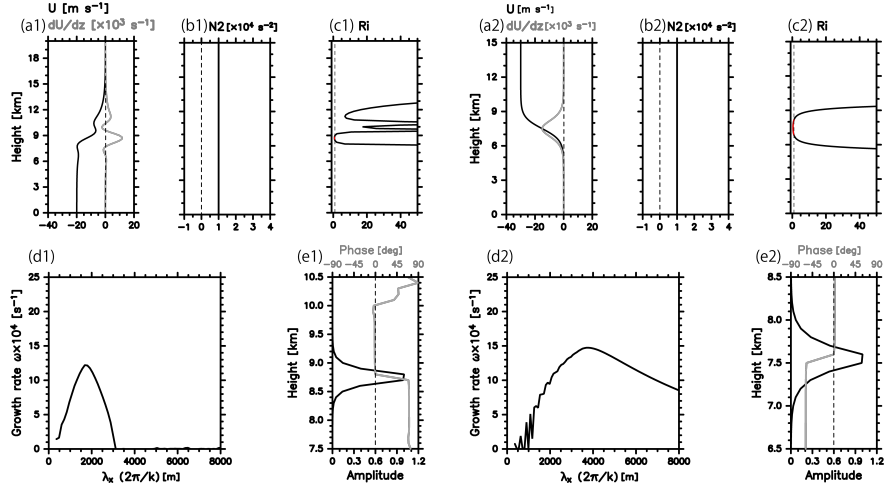 U [m s⁻¹]
(a1) dU/dz [×10³ s⁻¹]
(b1) N2 [×10⁴ s⁻²]
(c1) Ri
U [m s⁻¹]
(a2) dU/dz [×10³ s⁻¹]
(b2) N2 [×10⁴ s⁻²]
(c2) Ri
Height [km]
18
15
12
9
6
3
0
−40 −20 0 20
−1 0 1 2 3 4
0 20 40
Height [km]
15
12
9
6
3
0
−40 −20 0 20
−1 0 1 2 3 4
0 20 40
(d1)
Growth rate ω×10⁴ [s⁻¹]
25
20
15
10
5
0
0 2000 4000 6000 8000
λx (2π/k) [m]
(e1)
Phase [deg]
−90 −45 0 45 90
Height [km]
10.5
10.0
9.5
9.0
8.5
8.0
7.5
0 0.3 0.6 0.9 1.2
Amplitude
(d2)
Growth rate ω×10⁴ [s⁻¹]
25
20
15
10
5
0
0 2000 4000 6000 8000
λx (2π/k) [m]
(e2)
Phase [deg]
−90 −45 0 45 90
Height [km]
8.5
8.0
7.5
7.0
6.5
0 0.3 0.6 0.9 1.2
Amplitude